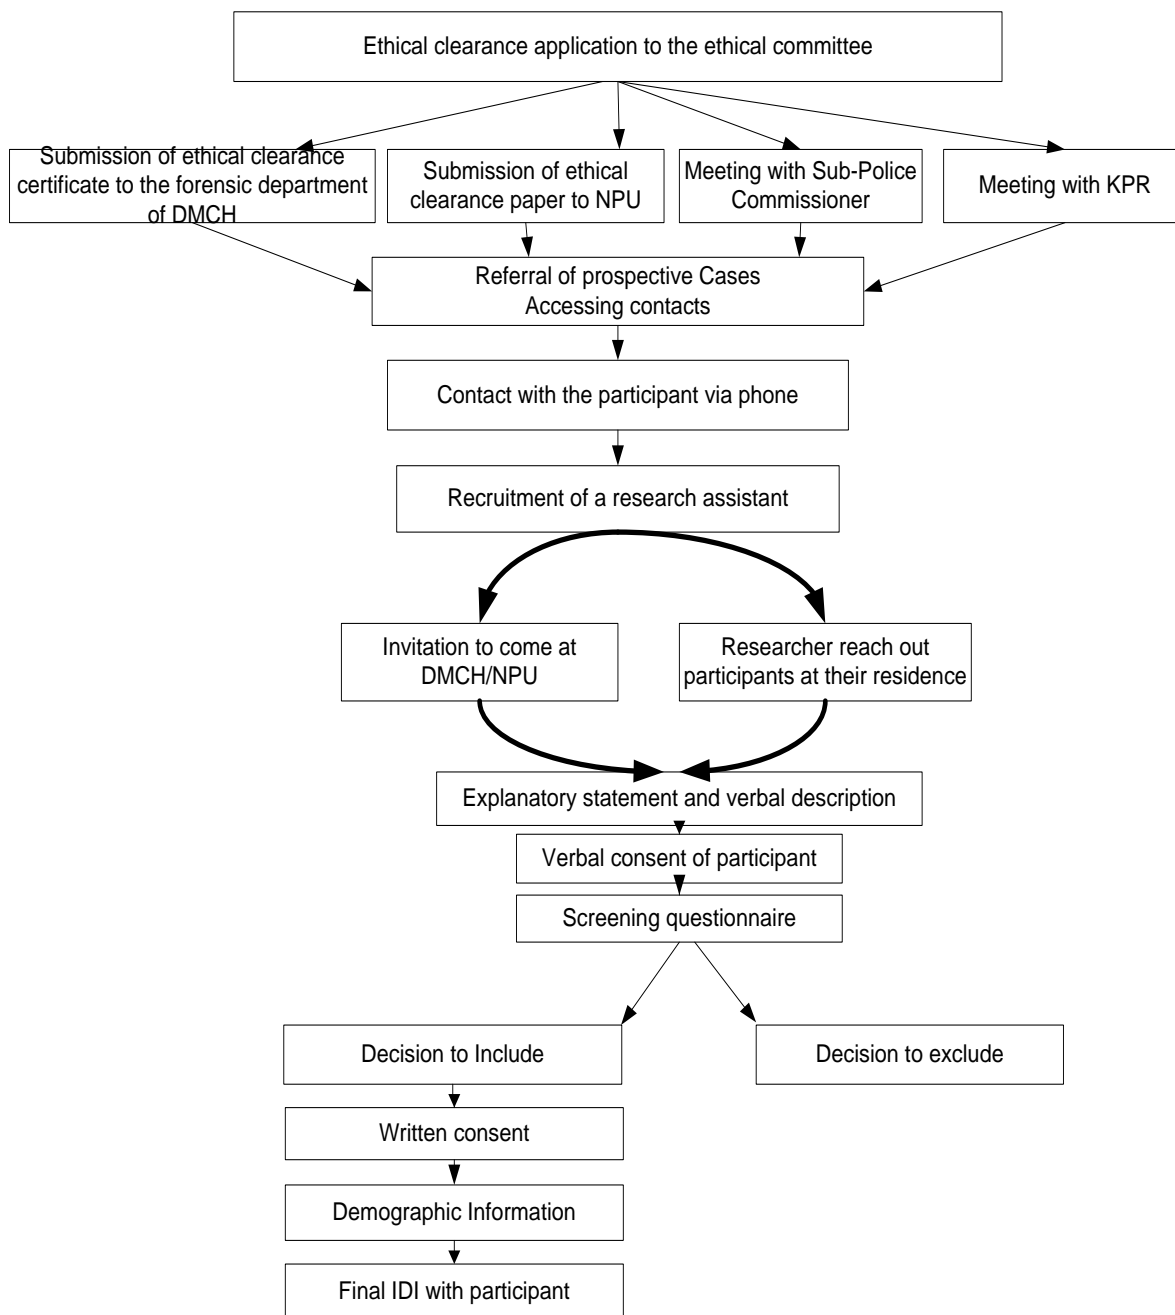 Ethical clearance application to the ethical committee
Submission of ethical clearance
certificate to the forensic department
of DMCH
Submission of ethical
clearance paper to NPU
Meeting with Sub-Police
Commissioner
Meeting with KPR
Referral of prospective Cases
Accessing contacts
Contact with the participant via phone
Recruitment of a research assistant
Invitation to come at
DMCH/NPU
Researcher reach out
participants at their residence
Explanatory statement and verbal description
Verbal consent of participant
Screening questionnaire
Decision to Include
Decision to exclude
Written consent
Demographic Information
Final IDI with participant